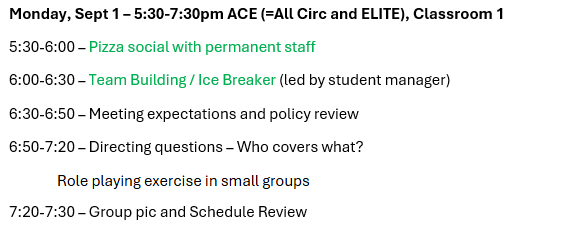 Monday, Sept 1 – 5:30-7:30pm ACE (=All Circ and ELITE), Classroom 1
5:30-6:00 – Pizza social with permanent staff
6:00-6:30 – Team Building / Ice Breaker (led by student manager)
6:30-6:50 – Meeting expectations and policy review
6:50-7:20 – Directing questions – Who covers what?
Role playing exercise in small groups
7:20-7:30 – Group pic and Schedule Review